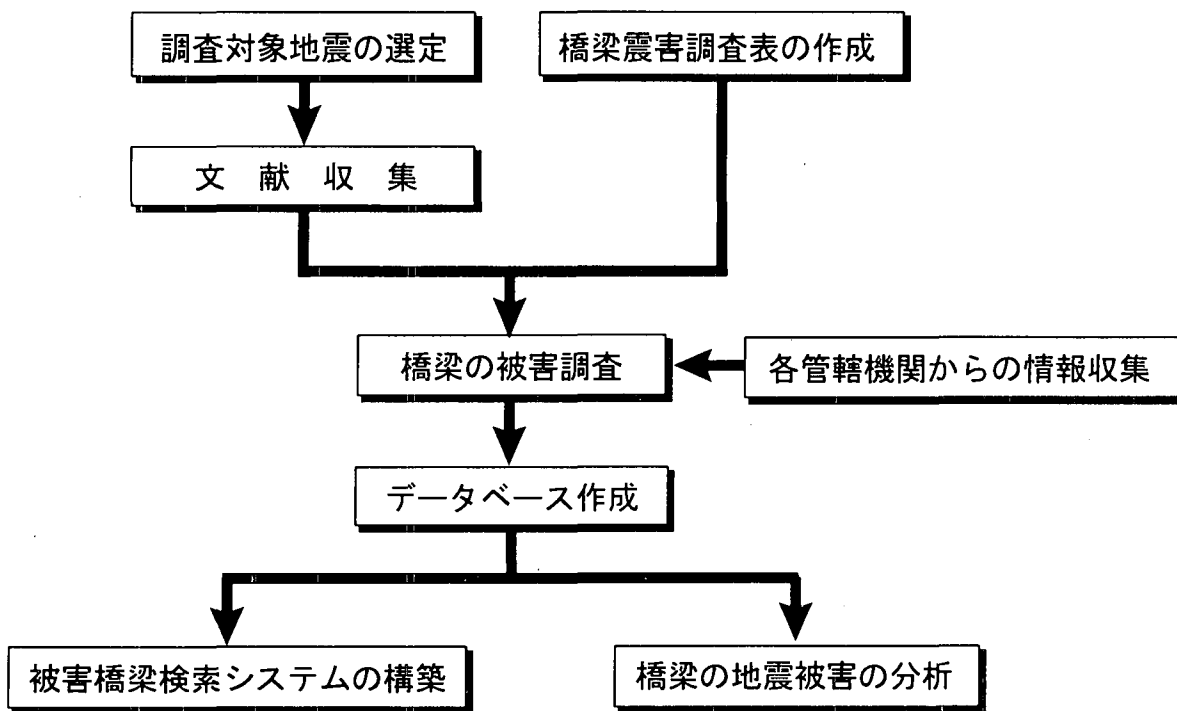 調査対象地震の選定
橋梁震害調査表の作成
文献収集
橋梁の被害調査
各管轄機関からの情報収集
データベース作成
被害橋梁検索システムの構築
橋梁の地震被害の分析